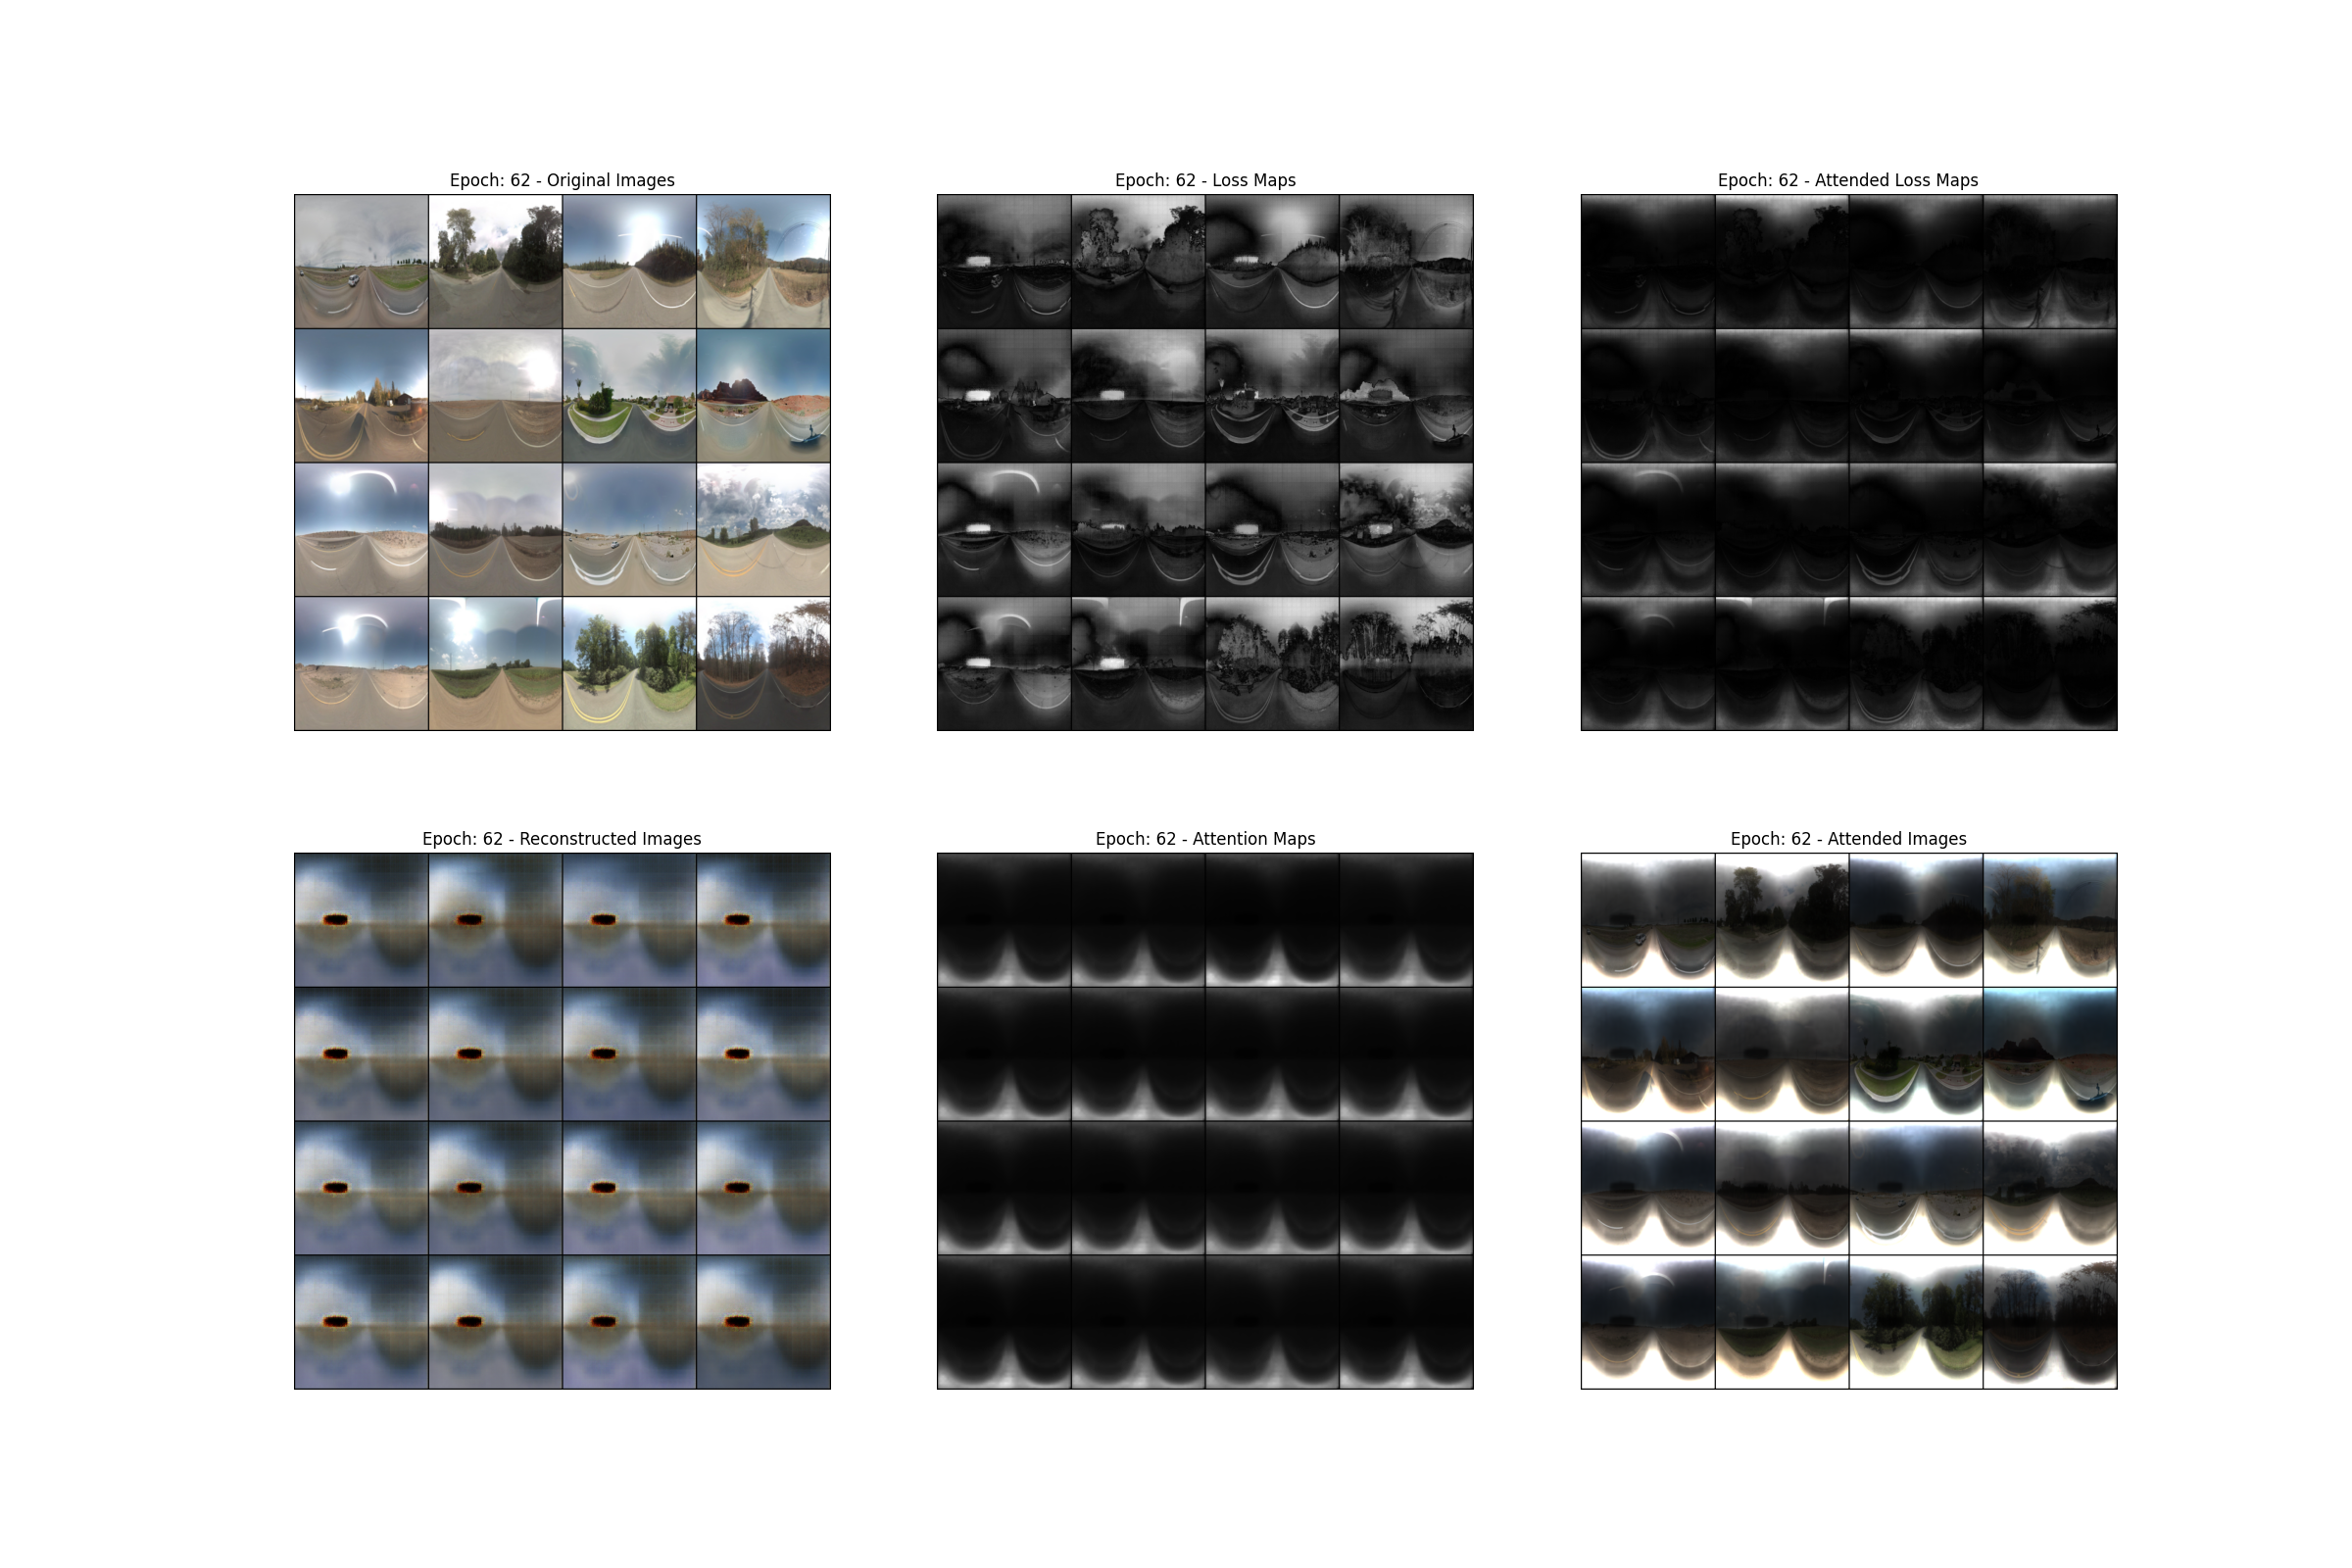 Epoch: 62 - Original Images
Epoch: 62 - Loss Maps
Epoch: 62 - Attended Loss Maps
Epoch: 62 - Reconstructed Images
Epoch: 62 - Attention Maps
Epoch: 62 - Attended Images